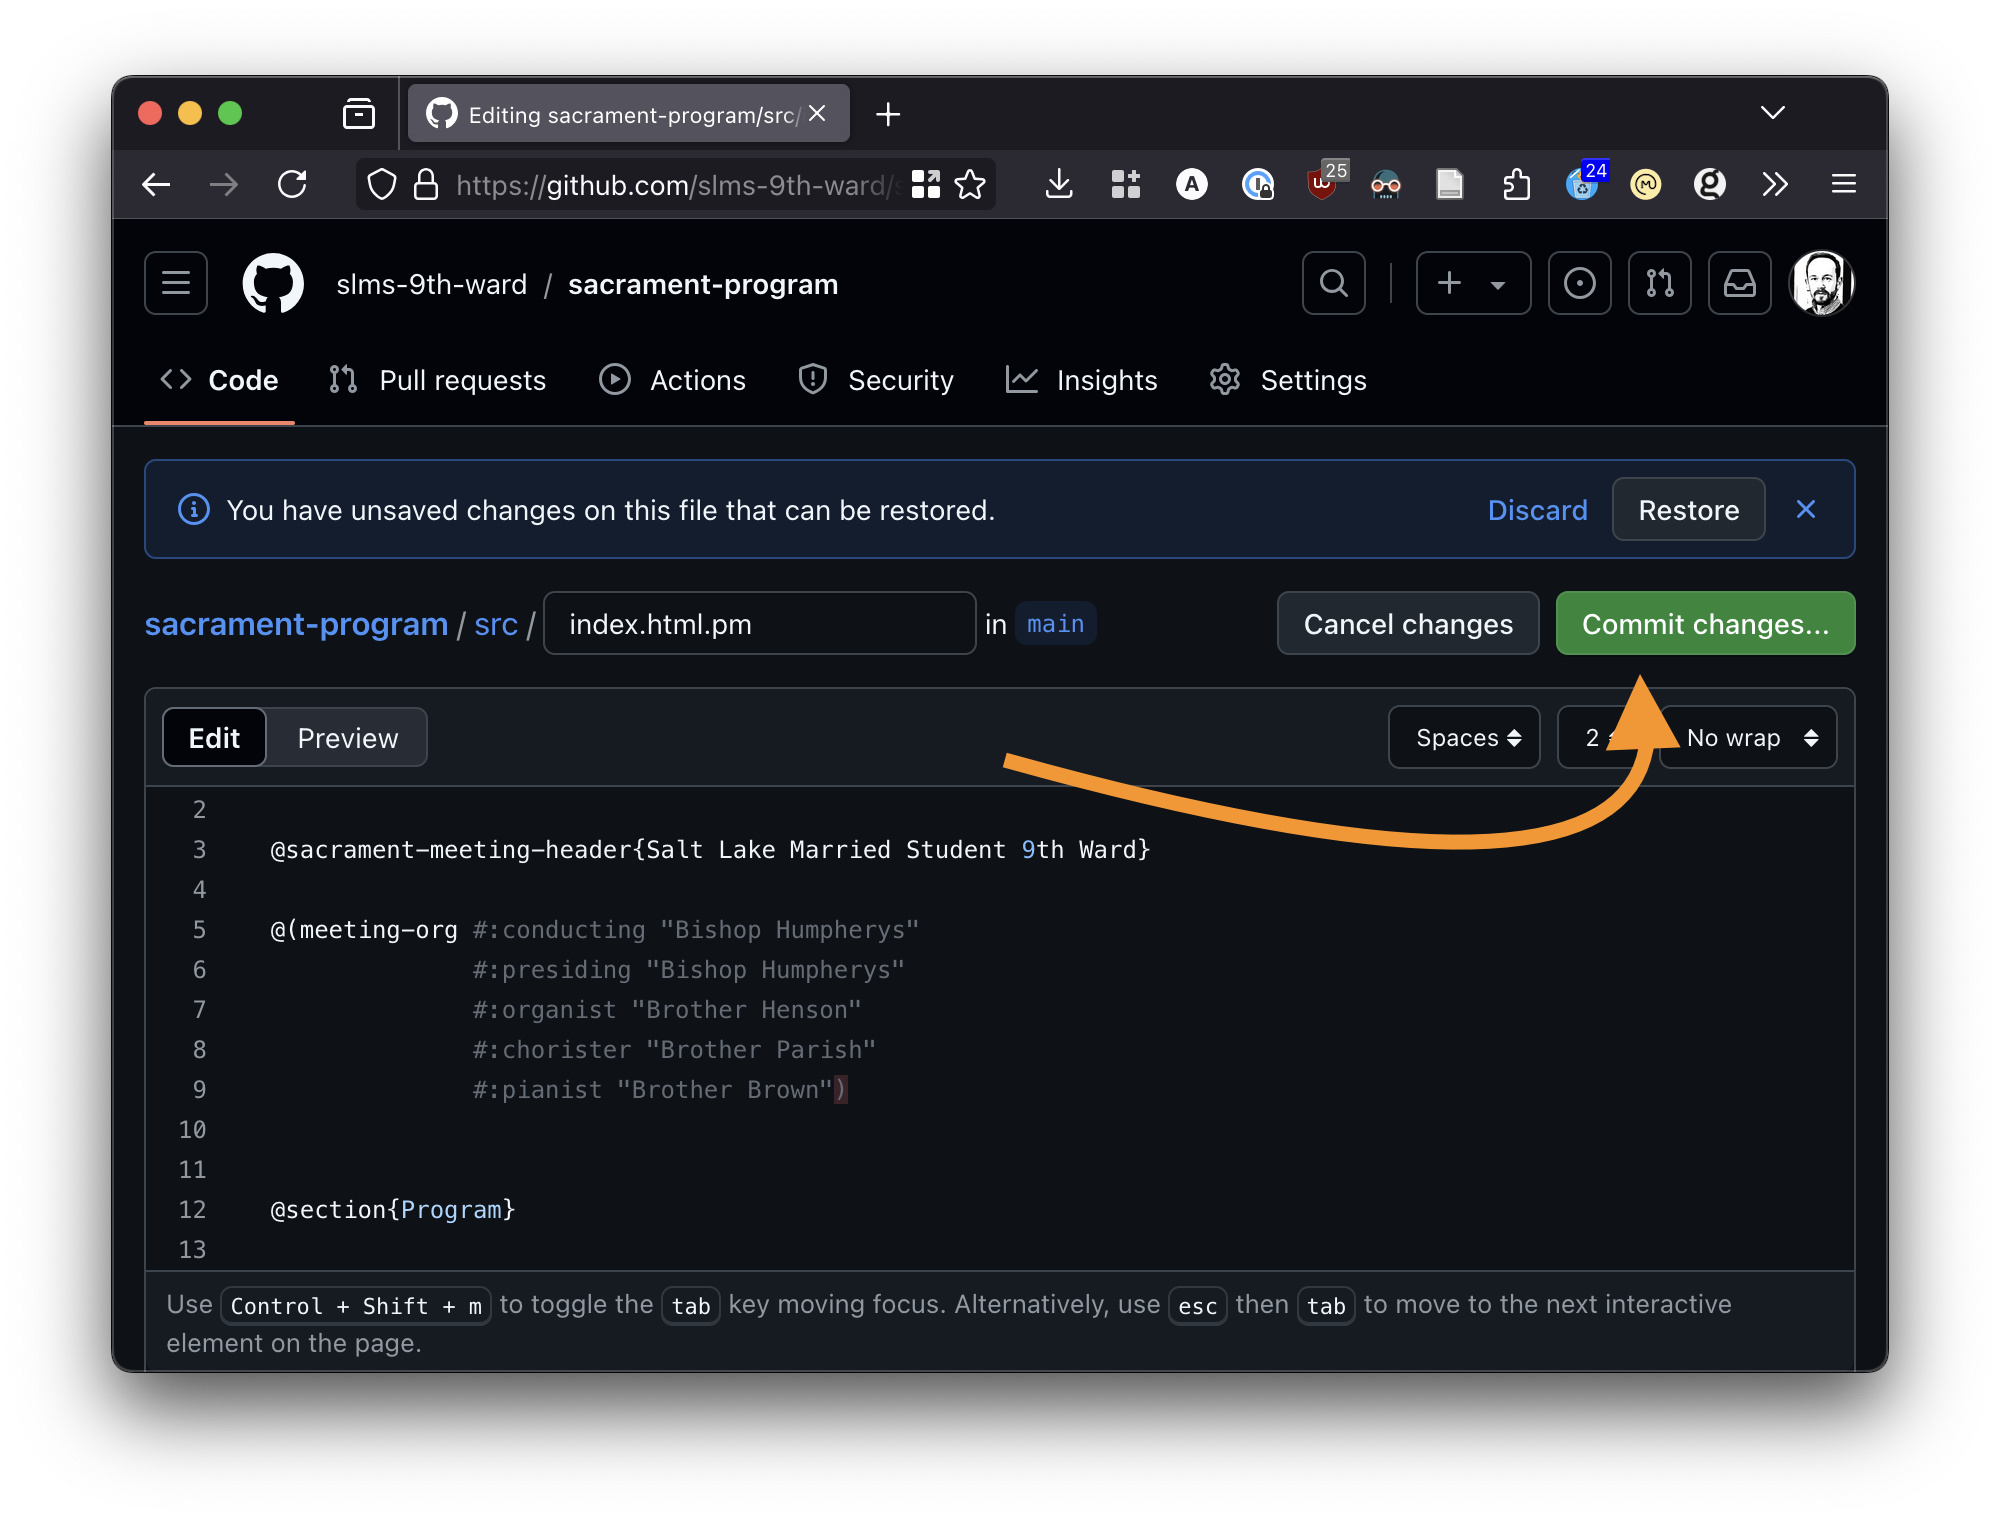 Editing sacrament-program/src/
https://github.com/slms-9th-ward/s
25
24
slms-9th-ward / sacrament-program
Code Pull requests Actions Security Insights Settings
You have unsaved changes on this file that can be restored. Discard Restore
sacrament-program / src / index.html.pm in main Cancel changes Commit changes...
Edit Preview Spaces 2 No wrap
2
3 @sacrament-meeting-header{Salt Lake Married Student 9th Ward}
4
5 @(meeting-org #:conducting "Bishop Humpherys"
6 #:presiding "Bishop Humpherys"
7 #:organist "Brother Henson"
8 #:chorister "Brother Parish"
9 #:pianist "Brother Brown")
10
11
12 @section{Program}
13
Use Control + Shift + m to toggle the tab key moving focus. Alternatively, use esc then tab to move to the next interactive
element on the page.